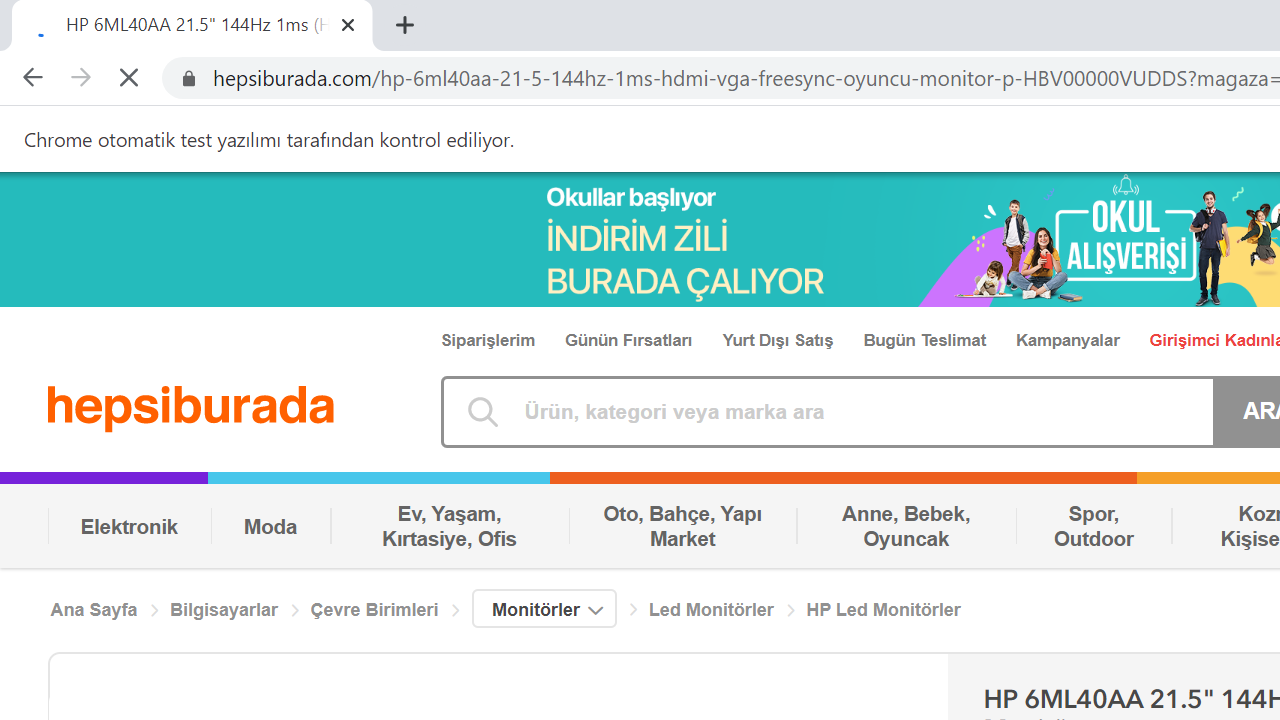 HP 6ML40AA 21.5" 144Hz 1ms (H
hepsiburada.com/hp-6ml40aa-21-5-144hz-1ms-hdmi-vga-freesync-oyuncu-monitor-p-HBV00000VUDDS?magaza=
Chrome otomatik test yazılımı tarafından kontrol ediliyor.
Okullar başlıyor
İNDİRİM ZİLİ
BURADA ÇALIYOR
OKUL
ALIŞVERİŞİ
Siparişlerim Günün Fırsatları Yurt Dışı Satış Bugün Teslimat Kampanyalar Girişimci Kadınla
hepsiburada
Ürün, kategori veya marka ara
ARA
Elektronik
Moda
Ev, Yaşam,
Kırtasiye, Ofis
Oto, Bahçe, Yapı
Market
Anne, Bebek,
Oyuncak
Spor,
Outdoor
Kozm
Kişise
Ana Sayfa Bilgisayarlar Çevre Birimleri Monitörler Led Monitörler HP Led Monitörler
HP 6ML40AA 21.5" 144H